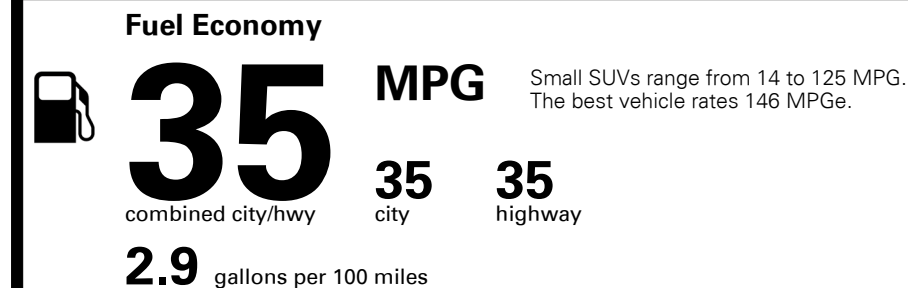 Fuel Economy
35 MPG
Small SUVs range from 14 to 125 MPG.
The best vehicle rates 146 MPGe.
combined city/hwy
35
city
35
highway
2.9 gallons per 100 miles